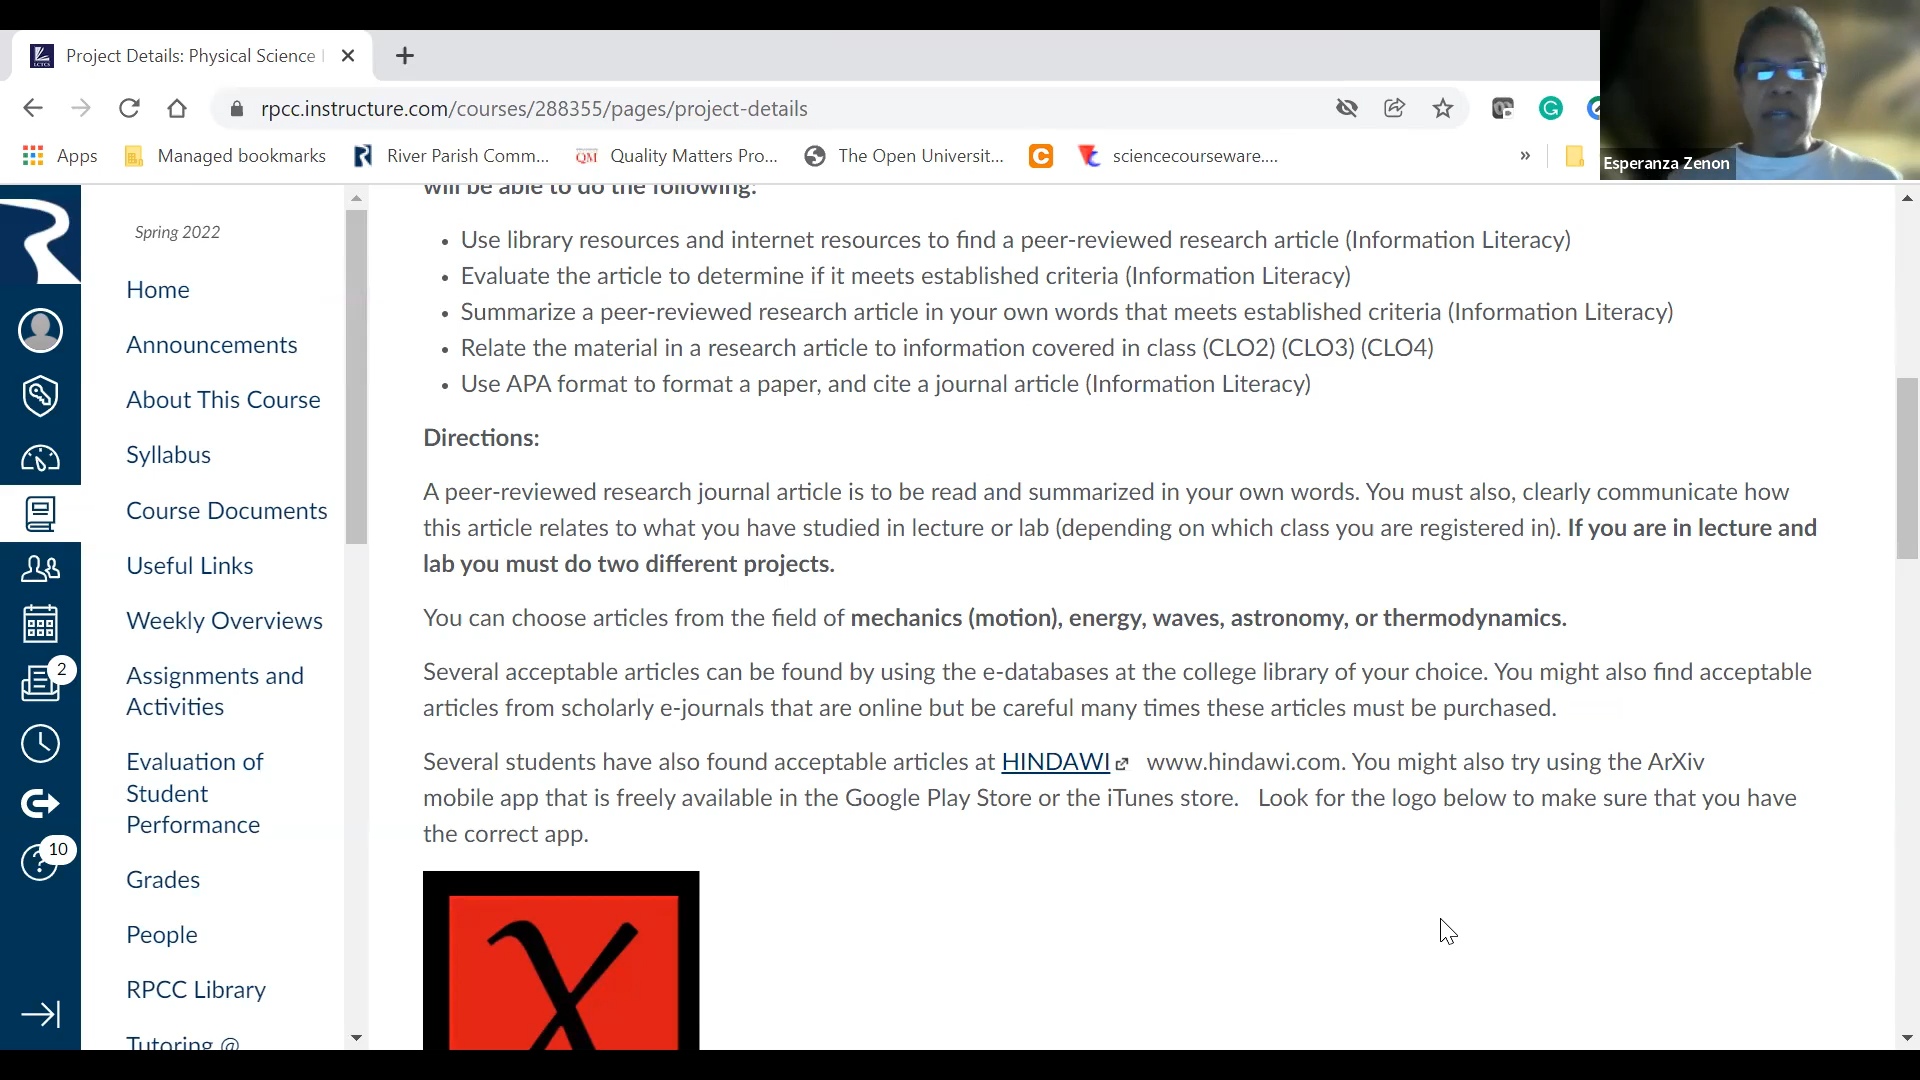 Project Details: Physical Science
rpcc.instructure.com/courses/288355/pages/project-details
Apps
Managed bookmarks
River Parish Comm...
QM
Quality Matters Pro...
The Open Universit...
sciencecourseware....
»
Esperanza Zenon
Spring 2022
Home
Announcements
About This Course
Syllabus
Course Documents
Useful Links
Weekly Overviews
Assignments and
Activities
Evaluation of
Student
Performance
Grades
People
RPCC Library
Tutoring @
2
10
will be able to do the following:
• Use library resources and internet resources to find a peer-reviewed research article (Information Literacy)
• Evaluate the article to determine if it meets established criteria (Information Literacy)
• Summarize a peer-reviewed research article in your own words that meets established criteria (Information Literacy)
• Relate the material in a research article to information covered in class (CLO2) (CLO3) (CLO4)
• Use APA format to format a paper, and cite a journal article (Information Literacy)
Directions:
A peer-reviewed research journal article is to be read and summarized in your own words. You must also, clearly communicate how
this article relates to what you have studied in lecture or lab (depending on which class you are registered in). If you are in lecture and
lab you must do two different projects.
You can choose articles from the field of mechanics (motion), energy, waves, astronomy, or thermodynamics.
Several acceptable articles can be found by using the e-databases at the college library of your choice. You might also find acceptable
articles from scholarly e-journals that are online but be careful many times these articles must be purchased.
Several students have also found acceptable articles at HINDAWI www.hindawi.com. You might also try using the ArXiv
mobile app that is freely available in the Google Play Store or the iTunes store. Look for the logo below to make sure that you have
the correct app.
X